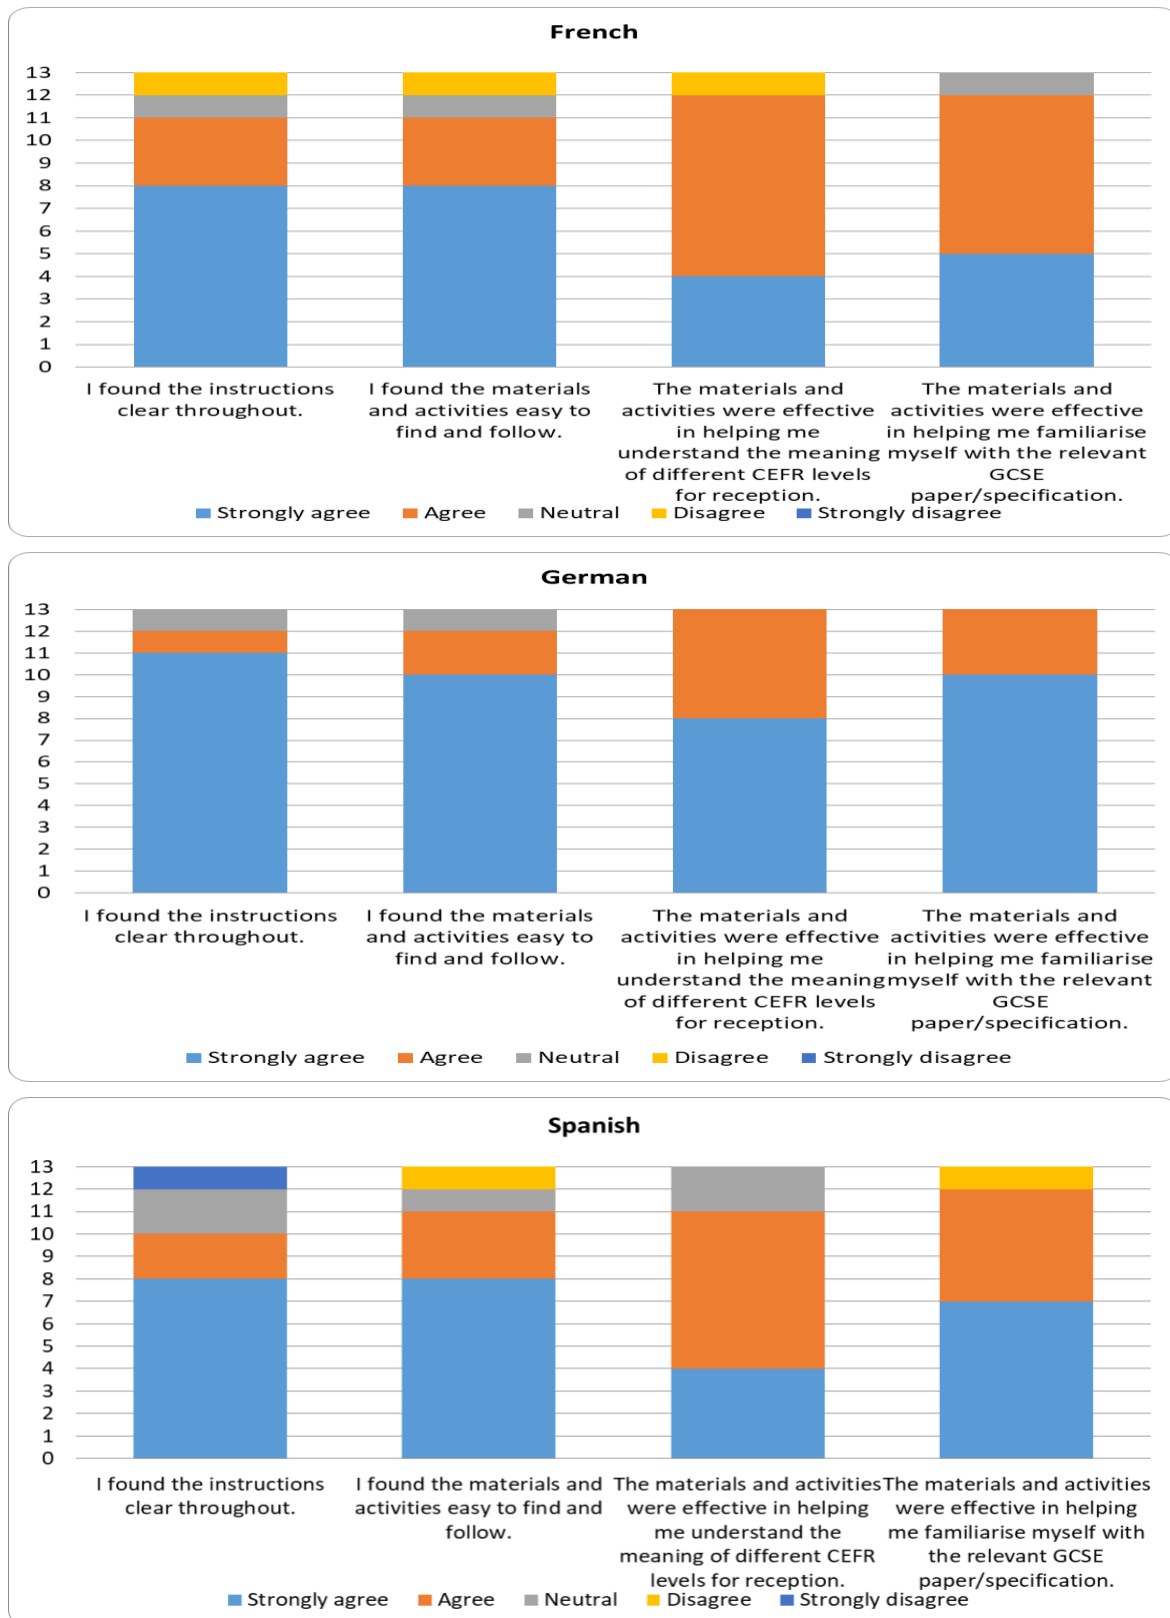 French
13
12
11
10
9
8
7
6
5
4
3
2
1
0
I found the instructions
clear throughout.
I found the materials
and activities easy to
find and follow.
The materials and
activities were effective
in helping me
understand the meaning
of different CEFR levels
for reception.
The materials and
activities were effective
in helping me familiarise
myself with the relevant
GCSE
paper/specification.
Strongly agree Agree Neutral Disagree Strongly disagree
German
13
12
11
10
9
8
7
6
5
4
3
2
1
0
I found the instructions
clear throughout.
I found the materials
and activities easy to
find and follow.
The materials and
activities were effective
in helping me
understand the meaning
of different CEFR levels
for reception.
The materials and
activities were effective
in helping me familiarise
myself with the relevant
GCSE
paper/specification.
Strongly agree Agree Neutral Disagree Strongly disagree
Spanish
13
12
11
10
9
8
7
6
5
4
3
2
1
0
I found the instructions
clear throughout.
I found the materials and
activities easy to find and
follow.
The materials and activities
were effective in helping
me understand the
meaning of different CEFR
levels for reception.
The materials and activities
were effective in helping
me familiarise myself with
the relevant GCSE
paper/specification.
Strongly agree Agree Neutral Disagree Strongly disagree